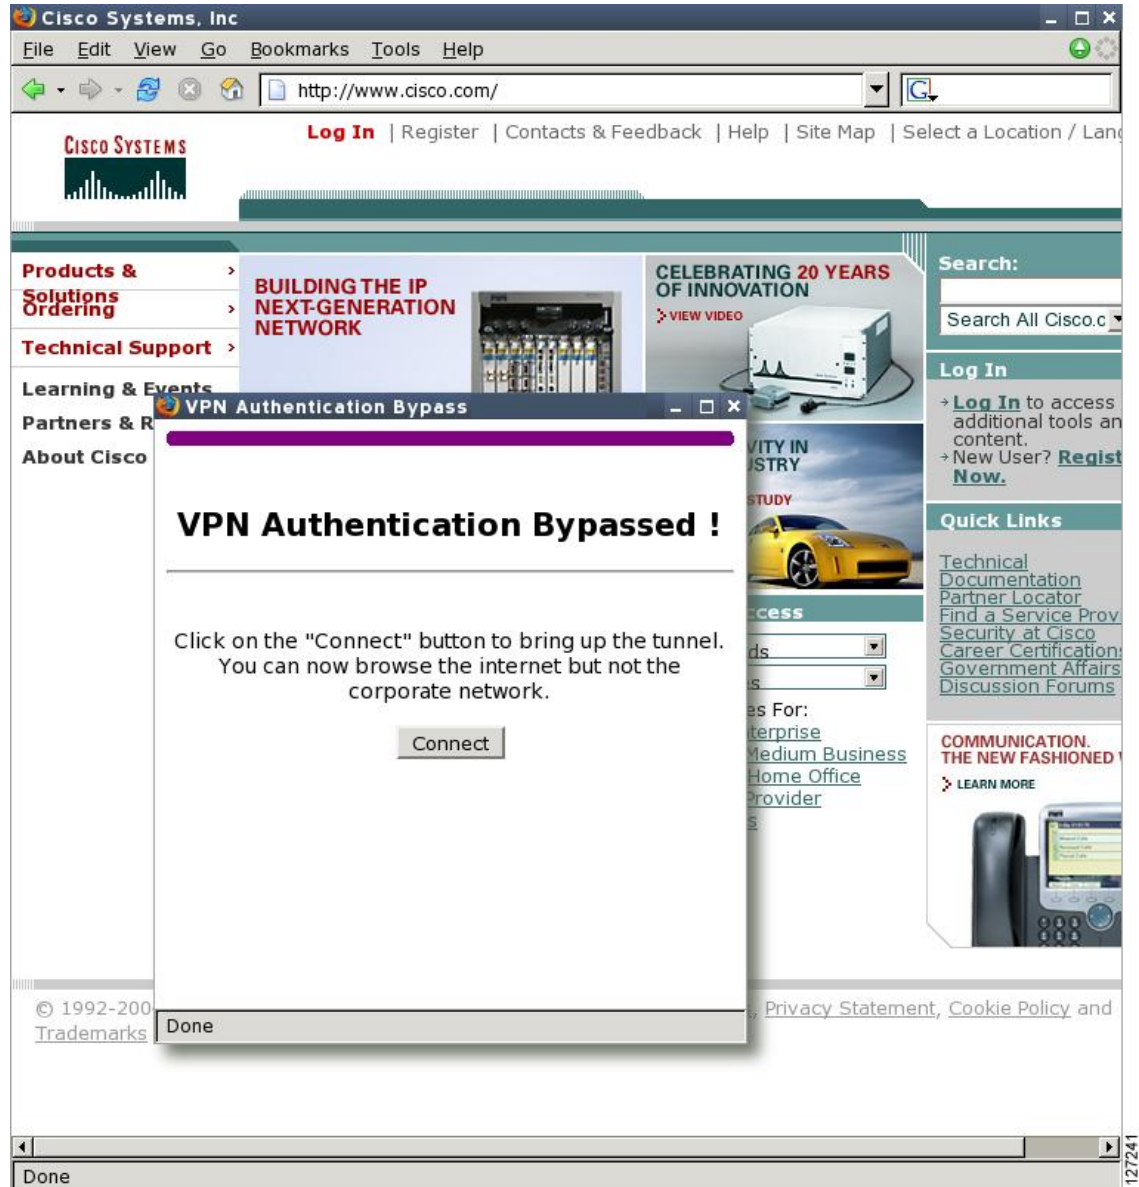 Cisco Systems, Inc
File Edit View Go Bookmarks Tools Help
http://www.cisco.com/
G
CISCO SYSTEMS
Log In | Register | Contacts & Feedback | Help | Site Map | Select a Location / Lang
Products &
Solutions
Ordering
Technical Support
Learning & Events
Partners & R
About Cisco
BUILDING THE IP
NEXT-GENERATION
NETWORK
CELEBRATING 20 YEARS
OF INNOVATION
VIEW VIDEO
VITY IN
STRY
STUDY
Search:
Search All Cisco.c
Log In
Log In to access
additional tools an
content.
New User? Regist
Now.
Quick Links
Technical
Documentation
Partner Locator
Find a Service Prov
Security at Cisco
Career Certifications
Government Affairs
Discussion Forums
COMMUNICATION.
THE NEW FASHIONED
LEARN MORE
VPN Authentication Bypass
VPN Authentication Bypassed !
Click on the "Connect" button to bring up the tunnel.
You can now browse the internet but not the
corporate network.
Connect
Done
ccess
ds
es
es For:
terprise
Medium Business
Home Office
Provider
s
© 1992-200
, Privacy Statement, Cookie Policy and
Trademarks
Done
127241